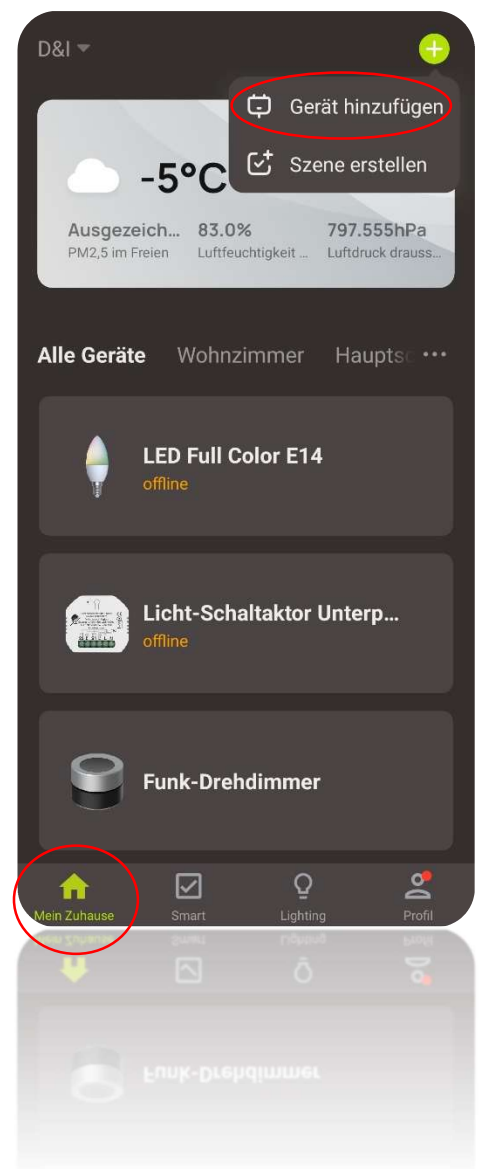 D&I
Gerät hinzufügen
Szene erstellen
-5°C
Ausgezeich... 83.0% 797.555hPa
PM2,5 im Freien Luftfeuchtigkeit ... Luftdruck drauss...
Alle Geräte Wohnzimmer Hauptsc ...
LED Full Color E14
offline
Licht-Schaltaktor Unterp...
offline
Funk-Drehdimmer
Mein Zuhause Smart Lighting Profil